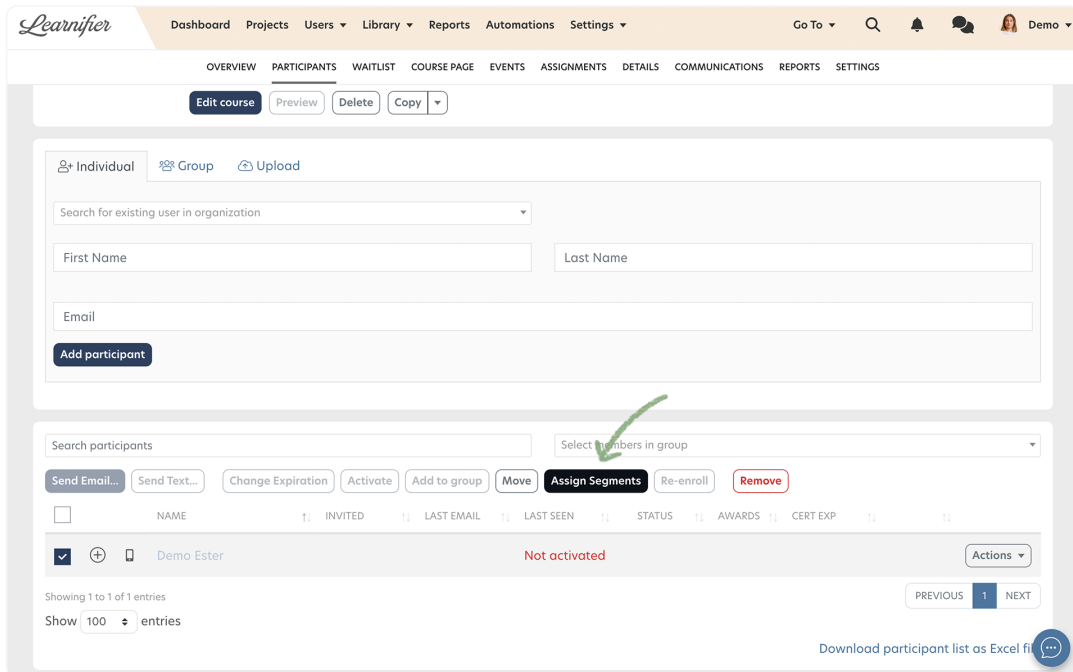 Learnifier Dashboard Projects Users Library Reports Automations Settings Go To Demo
OVERVIEW PARTICIPANTS WAITLIST COURSE PAGE EVENTS ASSIGNMENTS DETAILS COMMUNICATIONS REPORTS SETTINGS
Edit course Preview Delete Copy
Individual Group Upload
Search for existing user in organization
First Name Last Name
Email
Add participant
Search participants Select members in group
Send Email... Send Text... Change Expiration Activate Add to group Move Assign Segments Re-enroll Remove
NAME INVITED LAST EMAIL LAST SEEN STATUS AWARDS CERT EXP
Demo Ester Not activated Actions
Showing 1 to 1 of 1 entries PREVIOUS 1 NEXT
Show 100 entries
Download participant list as Excel